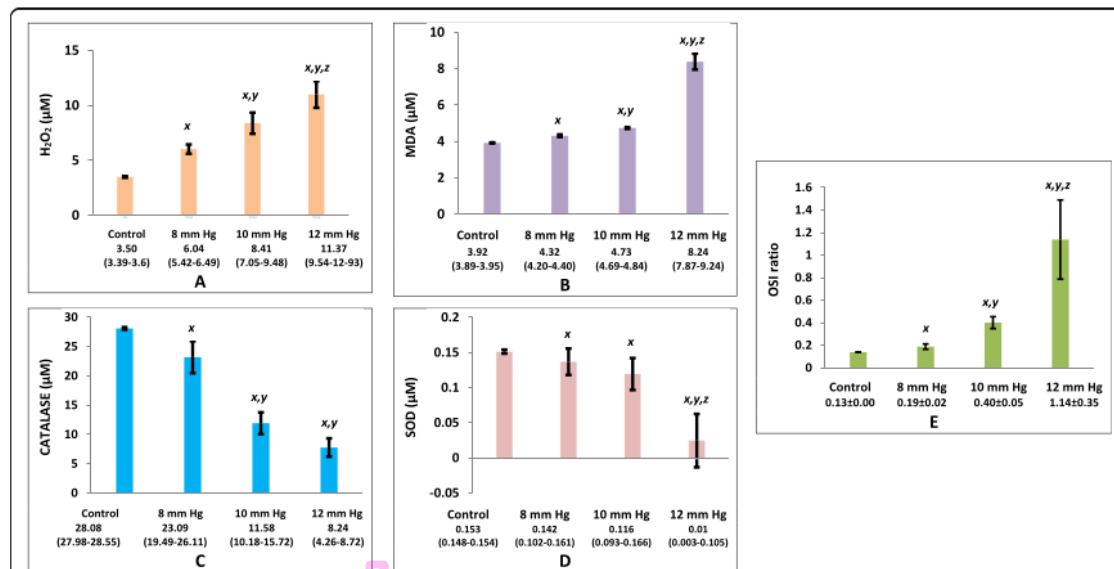 15
10
5
0
H₂O₂ (µM)
x
x,y
x,y,z
Control 8 mm Hg 10 mm Hg 12 mm Hg
3.50 6.04 8.41 11.37
(3.39-3.6) (5.42-6.49) (7.05-9.48) (9.54-12-93)
A
10
8
6
4
2
0
MDA (µM)
x
x,y
x,y,z
Control 8 mm Hg 10 mm Hg 12 mm Hg
3.92 4.32 4.73 8.24
(3.89-3.95) (4.20-4.40) (4.69-4.84) (7.87-9.24)
B
30
25
20
15
10
5
0
CATALASE (µM)
x
x,y
x,y
Control 8 mm Hg 10 mm Hg 12 mm Hg
28.08 23.09 11.58 8.24
(27.98-28.55) (19.49-26.11) (10.18-15.72) (4.26-8.72)
C
0.2
0.15
0.1
0.05
0
-0.05
SOD (µM)
x
x
x,y,z
Control 8 mm Hg 10 mm Hg 12 mm Hg
0.153 0.142 0.116 0.01
(0.148-0.154) (0.102-0.161) (0.093-0.166) (0.003-0.105)
D
1.6
1.4
1.2
1
0.8
0.6
0.4
0.2
0
OSI ratio
x
x,y
x,y,z
Control 8 mm Hg 10 mm Hg 12 mm Hg
0.13±0.00 0.19±0.02 0.40±0.05 1.14±0.35
E